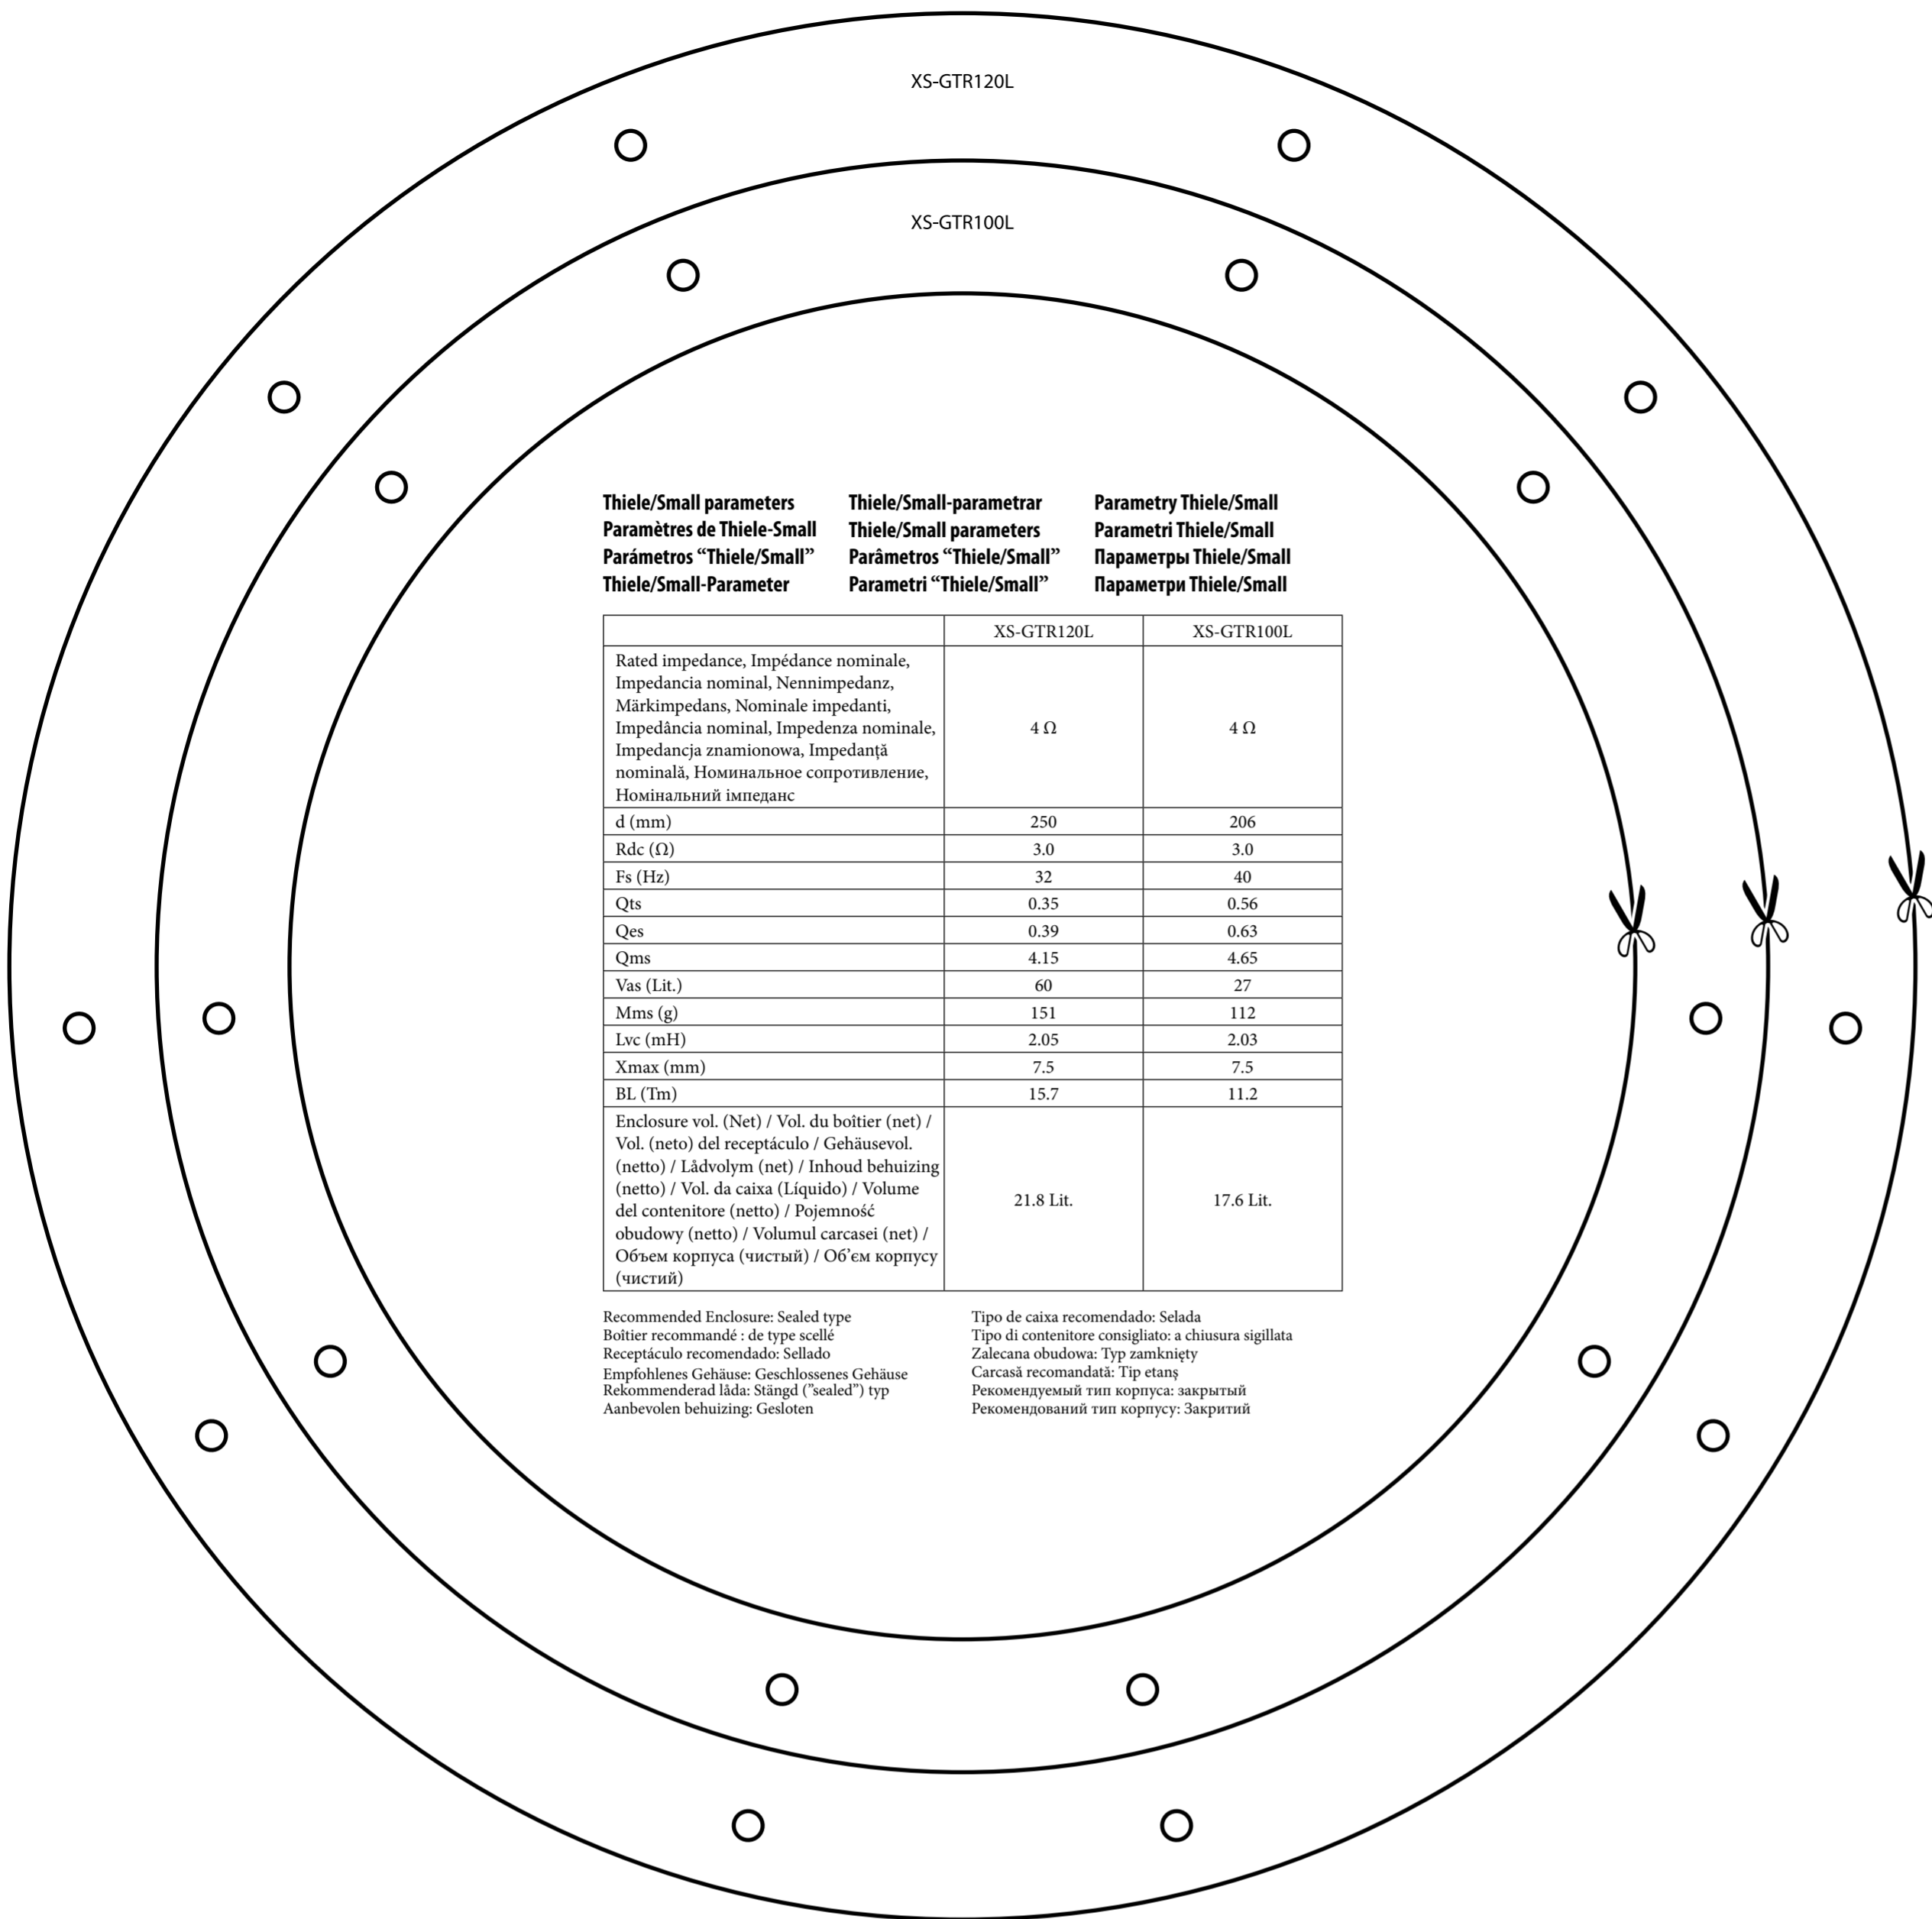 XS-GTR120L
XS-GTR100L
Thiele/Small parameters
Paramètres de Thiele-Small
Parámetros “Thiele/Small”
Thiele/Small-Parameter
Thiele/Small-parametrar
Thiele/Small parameters
Parâmetros “Thiele/Small”
Parametri “Thiele/Small”
Parametry Thiele/Small
Parametri Thiele/Small
Параметры Thiele/Small
Параметри Thiele/Small
XS-GTR120L XS-GTR100L
Rated impedance, Impédance nominale,
Impedancia nominal, Nennimpedanz,
Märkimpedans, Nominale impedanti,
Impedância nominal, Impedenza nominale,
Impedancja znamionowa, Impedanță
nominală, Номинальное сопротивление,
Номінальний імпеданс
4 Ω 4 Ω
d (mm) 250 206
Rdc (Ω) 3.0 3.0
Fs (Hz) 32 40
Qts 0.35 0.56
Qes 0.39 0.63
Qms 4.15 4.65
Vas (Lit.) 60 27
Mms (g) 151 112
Lvc (mH) 2.05 2.03
Xmax (mm) 7.5 7.5
BL (Tm) 15.7 11.2
Enclosure vol. (Net) / Vol. du boîtier (net) /
Vol. (neto) del receptáculo / Gehäusevol.
(netto) / Lådvolym (net) / Inhoud behuizing
(netto) / Vol. da caixa (Líquido) / Volume
del contenitore (netto) / Pojemność
obudowy (netto) / Volumul carcasei (net) /
Объем корпуса (чистый) / Об’єм корпусу
(чистий)
21.8 Lit. 17.6 Lit.
Recommended Enclosure: Sealed type
Boîtier recommandé : de type scellé
Receptáculo recomendado: Sellado
Empfohlenes Gehäuse: Geschlossenes Gehäuse
Rekommenderad låda: Stängd (”sealed”) typ
Aanbevolen behuizing: Gesloten
Tipo de caixa recomendado: Selada
Tipo di contenitore consigliato: a chiusura sigillata
Zalecana obudowa: Typ zamknięty
Carcasă recomandată: Tip etanș
Рекомендуемый тип корпуса: закрытый
Рекомендований тип корпусу: Закритий